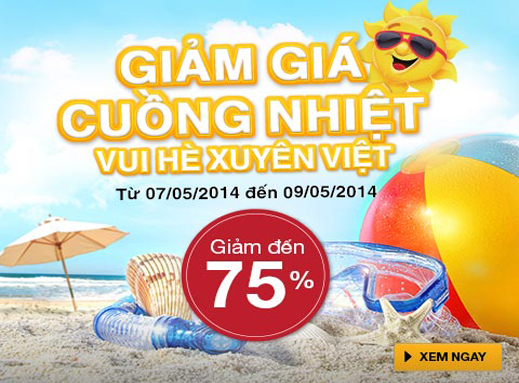 GIẢM GIÁ
CUỒNG NHIỆT
VUI HÈ XUYÊN VIỆT
Từ 07/05/2014 đến 09/05/2014
Giảm đến
75%
XEM NGAY